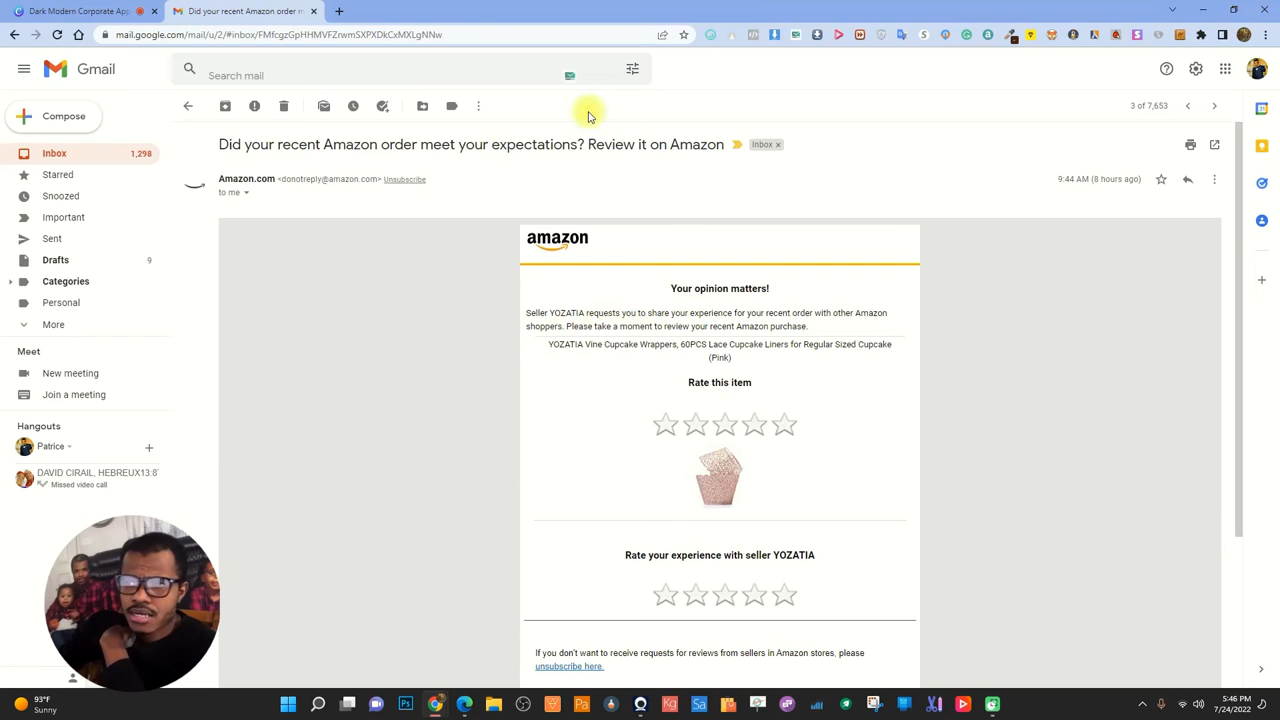 Dark Modern Corporate App
Did your recent Amazon order m
mail.google.com/mail/u/2/#inbox/FMfcgzGpHHMVFZrwmSXPXDkCxMXLgNNw
Gmail
Search mail
Compose
3 of 7,653
Inbox 1,298
Starred
Snoozed
Important
Sent
Drafts 9
Categories
Personal
More
Meet
New meeting
Join a meeting
Hangouts
Patrice
DAVID CIRAIL, HEBREUX13:8
Missed video call
Did your recent Amazon order meet your expectations? Review it on Amazon
Inbox
Amazon.com <donotreply@amazon.com> Unsubscribe
9:44 AM (8 hours ago)
to me
amazon
Your opinion matters!
Seller YOZATIA requests you to share your experience for your recent order with other Amazon
shoppers. Please take a moment to review your recent Amazon purchase.
YOZATIA Vine Cupcake Wrappers, 60PCS Lace Cupcake Liners for Regular Sized Cupcake
(Pink)
Rate this item
Rate your experience with seller YOZATIA
If you don't want to receive requests for reviews from sellers in Amazon stores, please
unsubscribe here.
93°F
Sunny
Ps
Pa
Kg
Sa
5:46 PM
7/24/2022